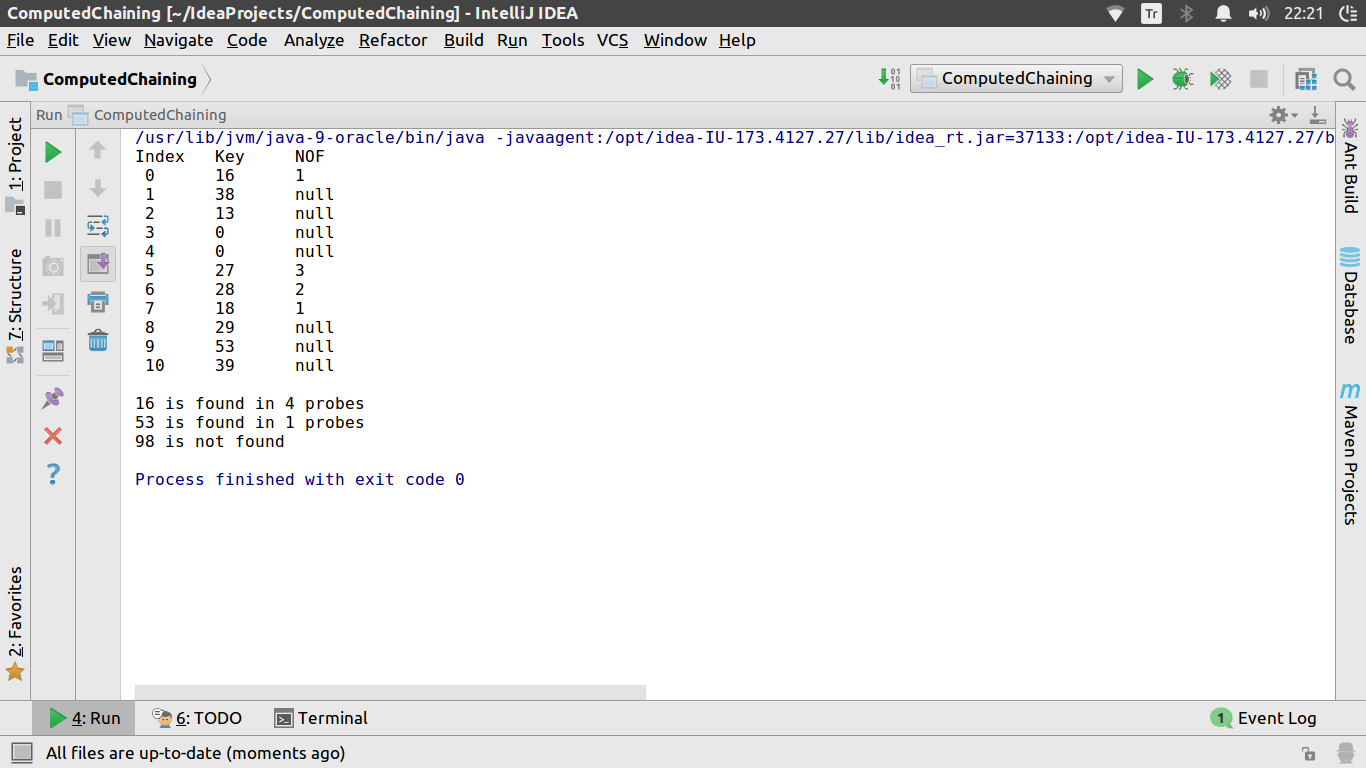 ComputedChaining [~/IdeaProjects/ComputedChaining] - IntelliJ IDEA
Tr
22:21
File Edit View Navigate Code Analyze Refactor Build Run Tools VCS Window Help
ComputedChaining
ComputedChaining
Run ComputedChaining
1: Project
7: Structure
2: Favorites
/usr/lib/jvm/java-9-oracle/bin/java -javaagent:/opt/idea-IU-173.4127.27/lib/idea_rt.jar=37133:/opt/idea-IU-173.4127.27/b
Index Key NOF
0 16 1
1 38 null
2 13 null
3 0 null
4 0 null
5 27 3
6 28 2
7 18 1
8 29 null
9 53 null
10 39 null
16 is found in 4 probes
53 is found in 1 probes
98 is not found
Process finished with exit code 0
Ant Build
Database
Maven Projects
4: Run 6: TODO Terminal 1 Event Log
All files are up-to-date (moments ago)